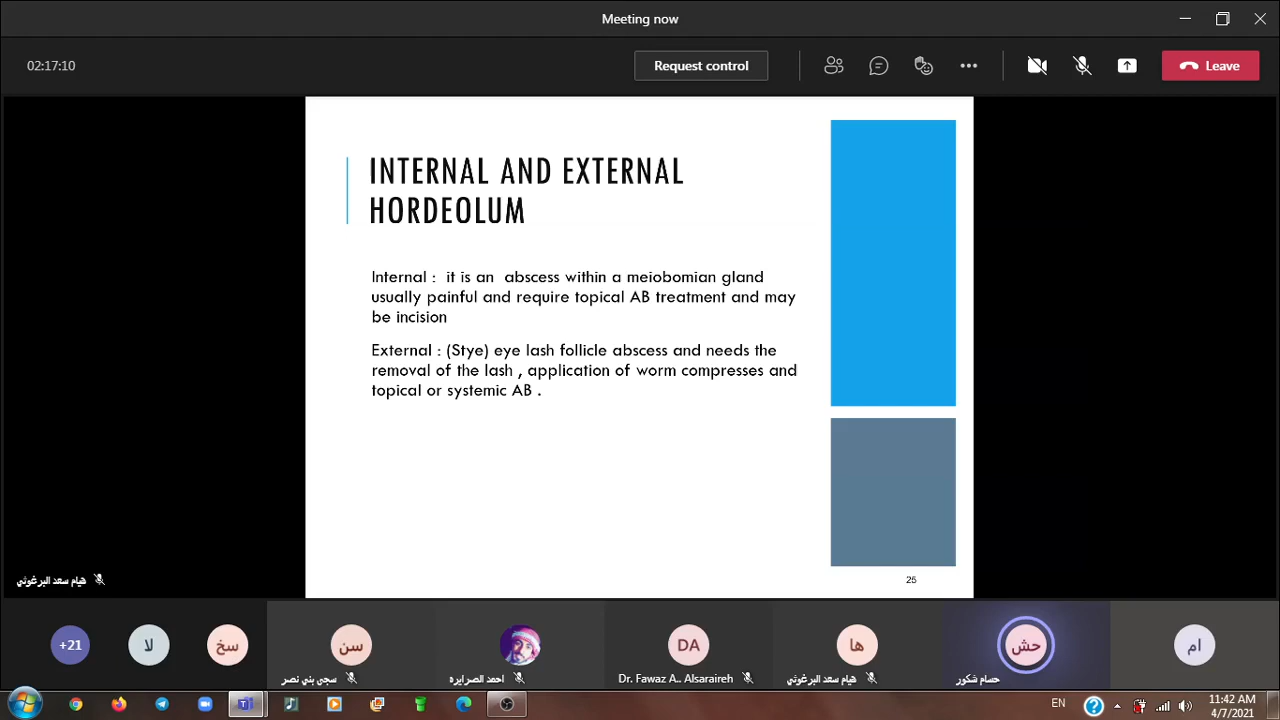 Meeting now
02:17:10
Request control
Leave
INTERNAL AND EXTERNAL
HORDEOLUM
Internal : it is an abscess within a meiobomian gland
usually painful and require topical AB treatment and may
be incision
External : (Stye) eye lash follicle abscess and needs the
removal of the lash , application of worm compresses and
topical or systemic AB .
25
هيام سعد البرغوثي
+21
لا
سخ
سن
DA
ها
حش
ام
سجى بني نصر
احمد الصرايره
Dr. Fawaz A.. Alsaraireh
هيام سعد البرغوثي
حسام شكور
EN
11:42 AM
4/7/2021